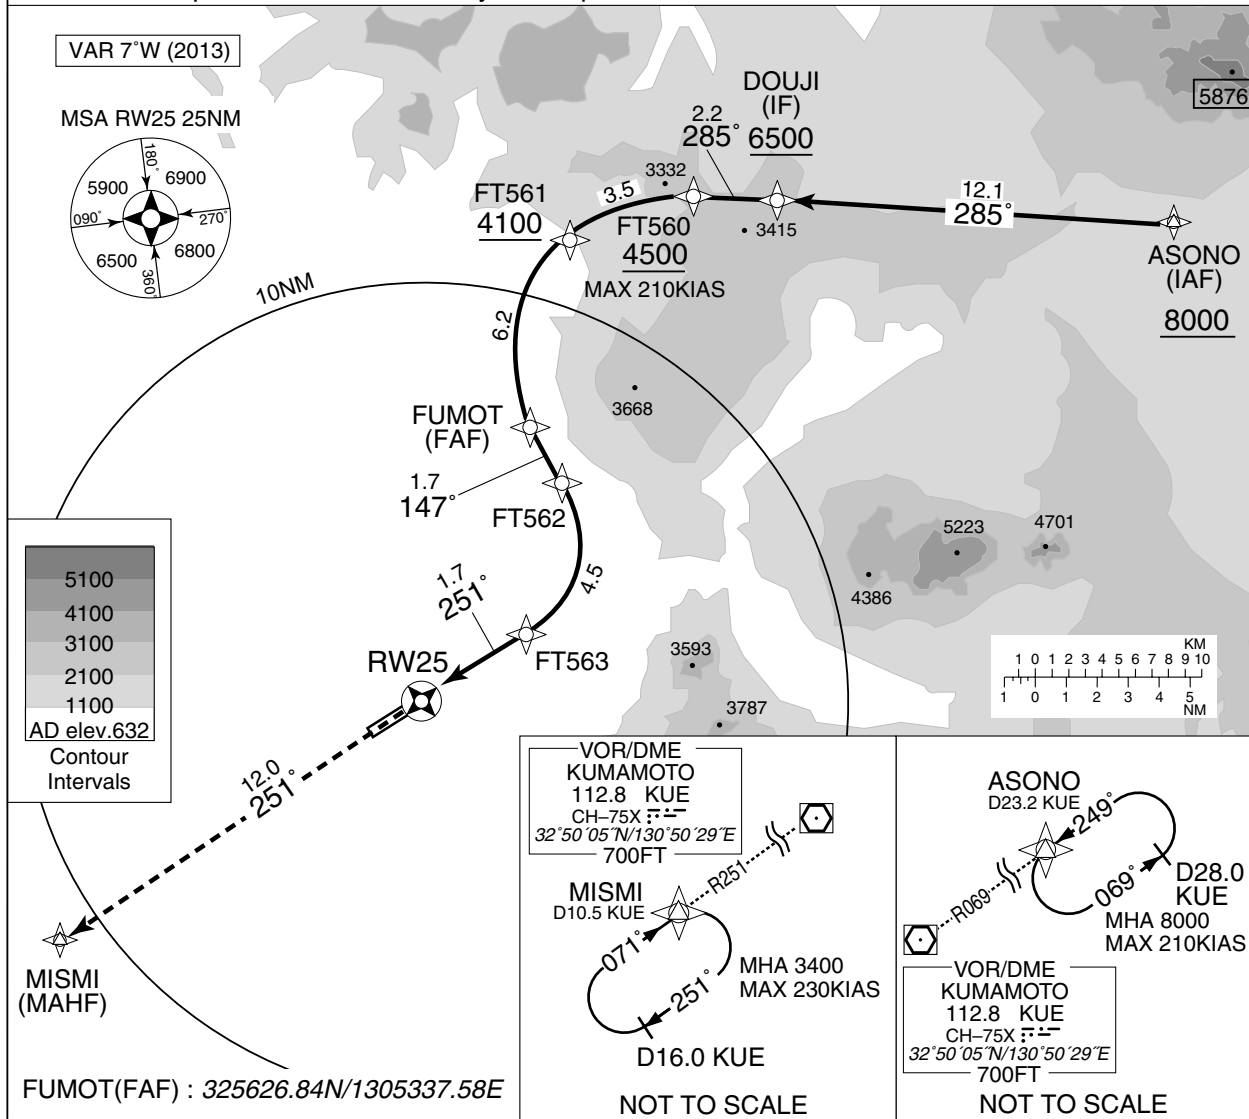 VAR 7°W (2013)
MSA RW25 25NM
180°
5900
6900
090°
270°
6500
6800
360°
10NM
DOUJI
(IF)
6500
2.2
285°
3332
3.5
FT561
4100
FT560
4500
MAX 210KIAS
3415
12.1
285°
ASONO
(IAF)
8000
5876
6.2
3668
FUMOT
(FAF)
1.7
147°
FT562
4.5
1.7
251°
FT563
RW25
5223
4701
4386
3593
3787
5100
4100
3100
2100
1100
AD elev.632
Contour
Intervals
KM
1 0 1 2 3 4 5 6 7 8 9 10
1 0 1 2 3 4 5
NM
12.0
251°
MISMI
(MAHF)
FUMOT(FAF) : 325626.84N/1305337.58E
VOR/DME
KUMAMOTO
112.8 KUE
CH–75X
32°50´05˝N/130°50´29˝E
700FT
R251
MISMI
D10.5 KUE
071°
251°
MHA 3400
MAX 230KIAS
D16.0 KUE
NOT TO SCALE
ASONO
D23.2 KUE
249°
069°
R069
D28.0
KUE
MHA 8000
MAX 210KIAS
VOR/DME
KUMAMOTO
112.8 KUE
CH–75X
32°50´05˝N/130°50´29˝E
700FT
NOT TO SCALE